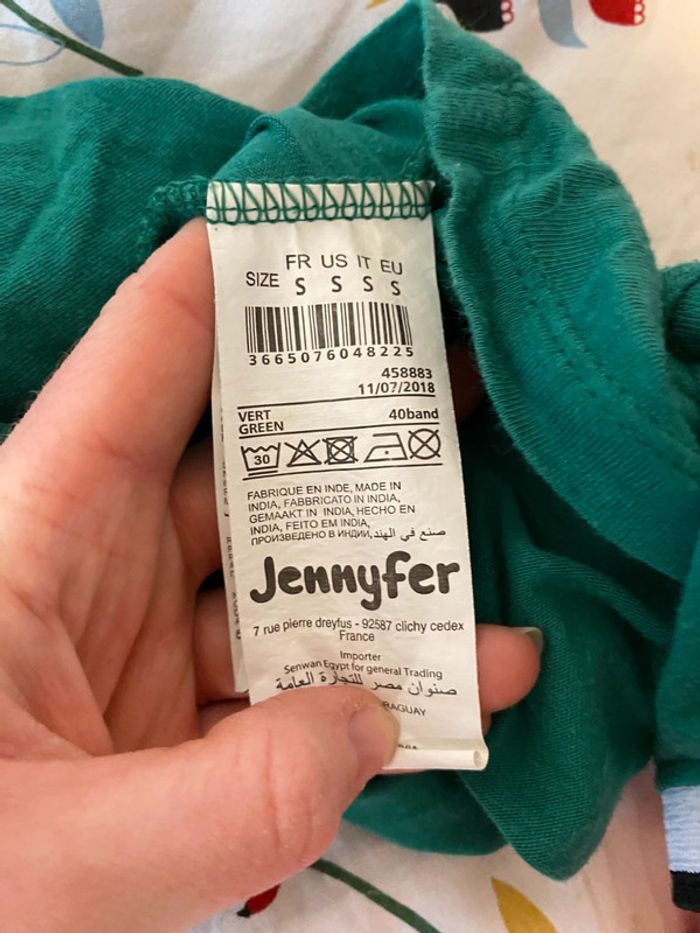 FR US IT EU
SIZE S S S S
3665076048225
458883
11/07/2018
VERT 40band
GREEN
30
FABRIQUE EN INDE, MADE IN
INDIA, FABBRICATO IN INDIA,
GEMAAKT IN INDIA, HECHO EN
INDIA, FEITO EM INDIA,
ПРОИЗВЕДЕНО В ИНДИИ, صنع في الهند
Jennyfer
7 rue pierre dreyfus - 92587 clichy cedex
France
Importer
Senwan Egypt for general Trading
صنوان مصر للتجارة العامة